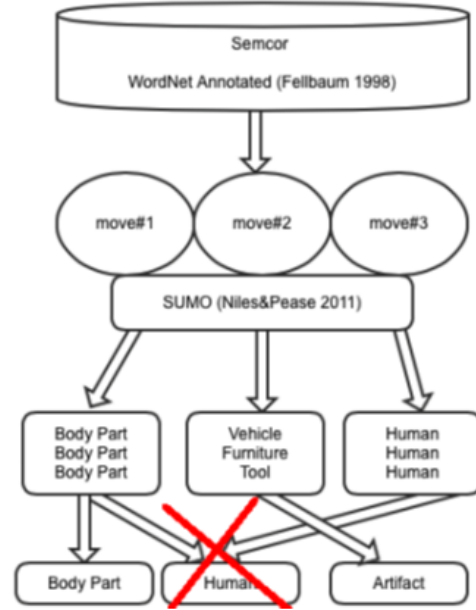 Semcor
WordNet Annotated (Fellbaum 1998)
move#1
move#2
move#3
SUMO (Niles&Pease 2011)
Body Part
Body Part
Body Part
Vehicle
Furniture
Tool
Human
Human
Human
Body Part
Human
Artifact